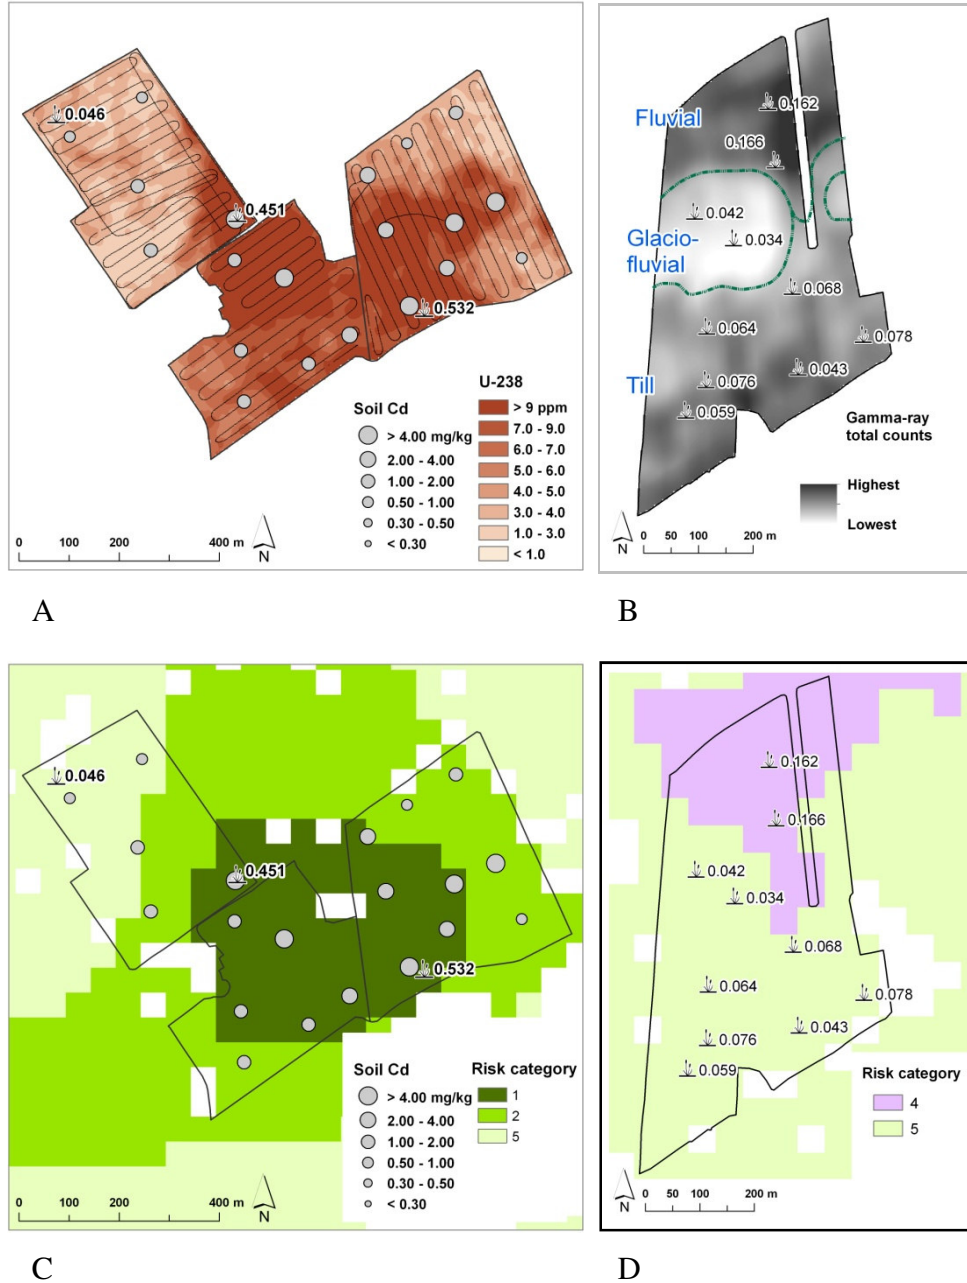 0.046
0.451
0.532
Soil Cd
> 4.00 mg/kg
2.00 - 4.00
1.00 - 2.00
0.50 - 1.00
0.30 - 0.50
< 0.30
U-238
> 9 ppm
7.0 - 9.0
6.0 - 7.0
5.0 - 6.0
4.0 - 5.0
3.0 - 4.0
1.0 - 3.0
< 1.0
0 100 200 400 m
N
A
Fluvial
0.162
0.166
0.042
Glacio-
fluvial
0.034
0.068
0.064
0.078
Till
0.076
0.043
0.059
Gamma-ray
total counts
Highest
Lowest
0 50 100 200 m
N
B
0.046
0.451
0.532
Soil Cd
> 4.00 mg/kg
2.00 - 4.00
1.00 - 2.00
0.50 - 1.00
0.30 - 0.50
< 0.30
Risk category
1
2
5
0 100 200 400 m
N
C
0.162
0.166
0.042
0.034
0.068
0.064
0.078
0.043
0.076
0.059
Risk category
4
5
0 50 100 200 m
N
D